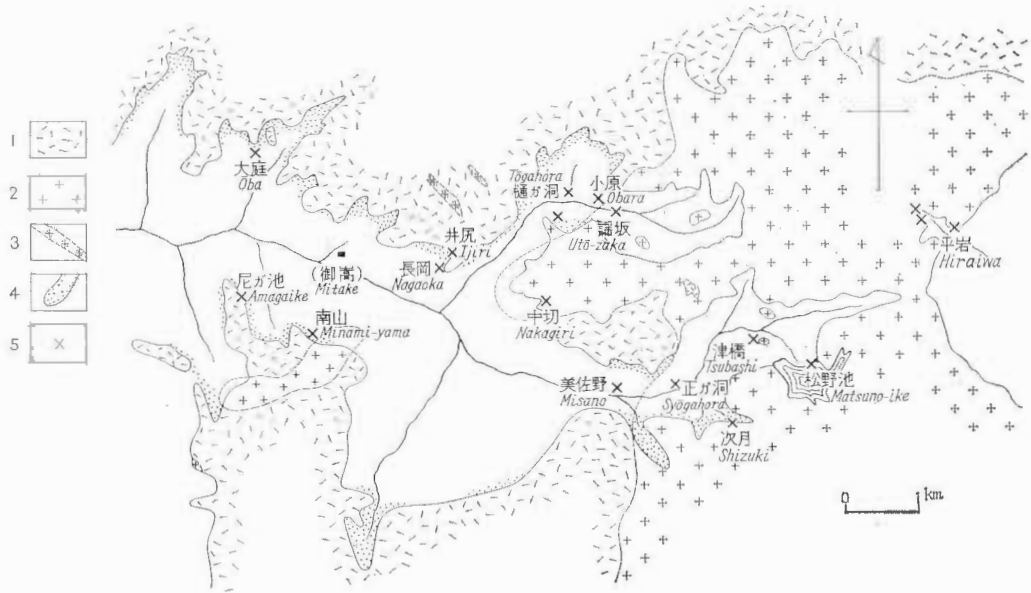 1
2
3
4
5
大庭
Ōba
Tōgahora
樋ガ洞
小原
Obara
謡坂
Utō-zaka
井尻
Ijiri
長岡
Nagaoka
(御嵩)
Mitake
尼ガ池
Amagaike
南山
Minami-yama
中切
Nakagiri
平岩
Hiraiwa
津橋
Tsubashi
松野池
Matsuno-ike
美佐野
Misano
正ガ洞
Syōgahora
次月
Shizuki
0 km